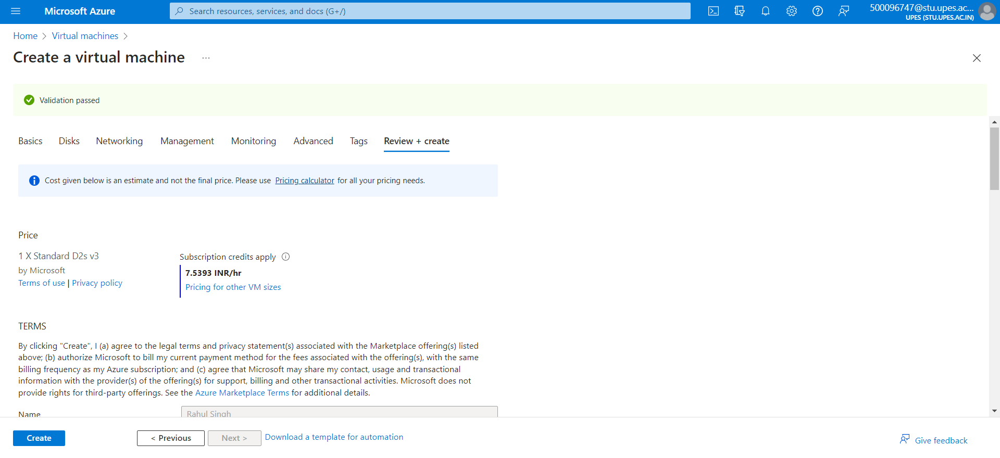 Microsoft Azure
Search resources, services, and docs (G+/)
500096747@stu.upes.ac...
UPES (STU.UPES.AC.IN)
Home > Virtual machines >
Create a virtual machine ...
Validation passed
Basics Disks Networking Management Monitoring Advanced Tags Review + create
Cost given below is an estimate and not the final price. Please use Pricing calculator for all your pricing needs.
Price
1 X Standard D2s v3
by Microsoft
Terms of use | Privacy policy
Subscription credits apply
7.5393 INR/hr
Pricing for other VM sizes
TERMS
By clicking "Create", I (a) agree to the legal terms and privacy statement(s) associated with the Marketplace offering(s) listed
above; (b) authorize Microsoft to bill my current payment method for the fees associated with the offering(s), with the same
billing frequency as my Azure subscription; and (c) agree that Microsoft may share my contact, usage and transactional
information with the provider(s) of the offering(s) for support, billing and other transactional activities. Microsoft does not
provide rights for third-party offerings. See the Azure Marketplace Terms for additional details.
Name Rahul Singh
Create < Previous Next > Download a template for automation
Give feedback